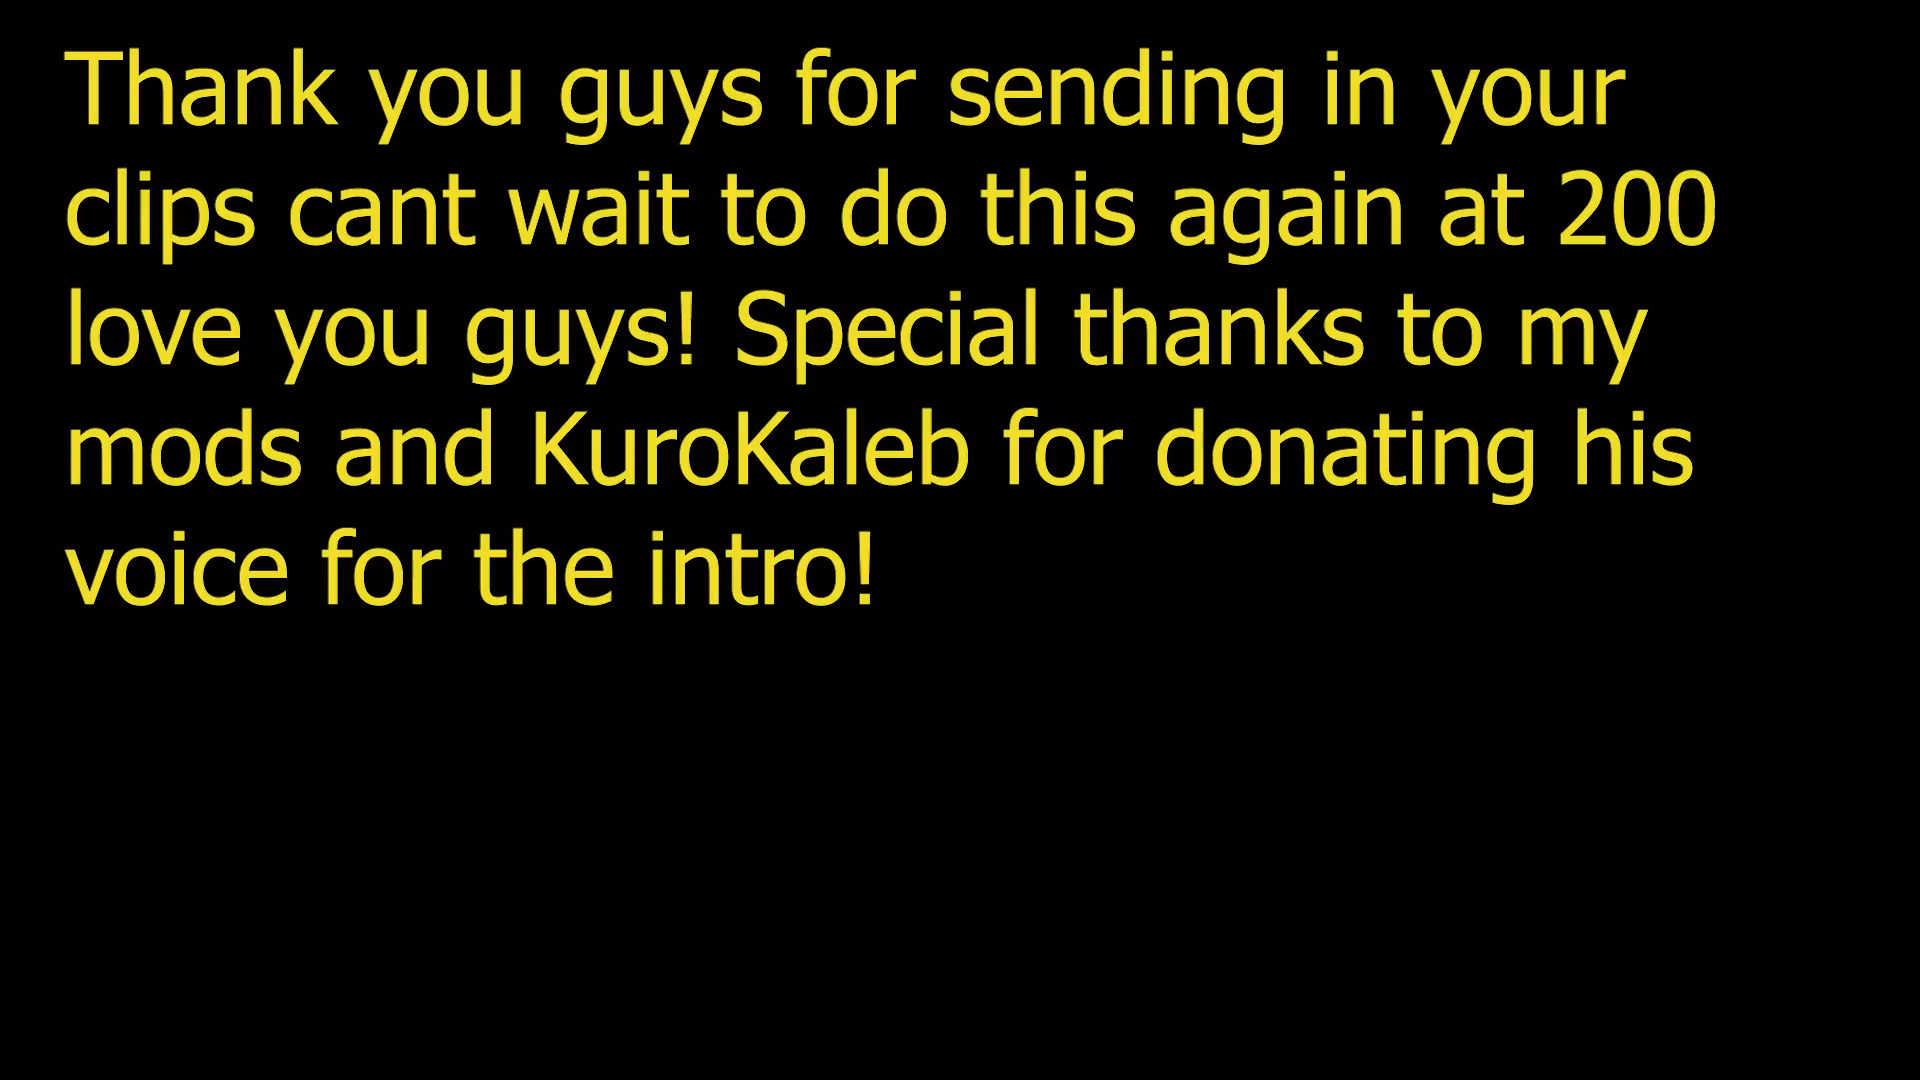 Thank you guys for sending in your
clips cant wait to do this again at 200
love you guys! Special thanks to my
mods and KuroKaleb for donating his
voice for the intro!